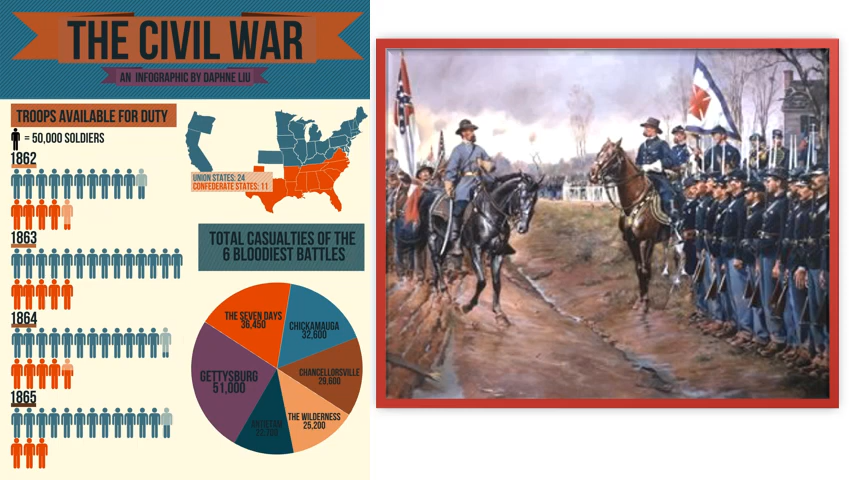 THE CIVIL WAR
AN INFOGRAPHIC BY DAPHNE LIU
TROOPS AVAILABLE FOR DUTY
= 50,000 SOLDIERS
1862
UNION STATES: 24
CONFEDERATE STATES: 11
1863
TOTAL CASUALTIES OF THE
6 BLOODIEST BATTLES
1864
1865
THE SEVEN DAYS
36,450
CHICKAMAUGA
32,600
CHANCELLORSVILLE
29,600
GETTYSBURG
51,000
THE WILDERNESS
25,200
ANTIETAM